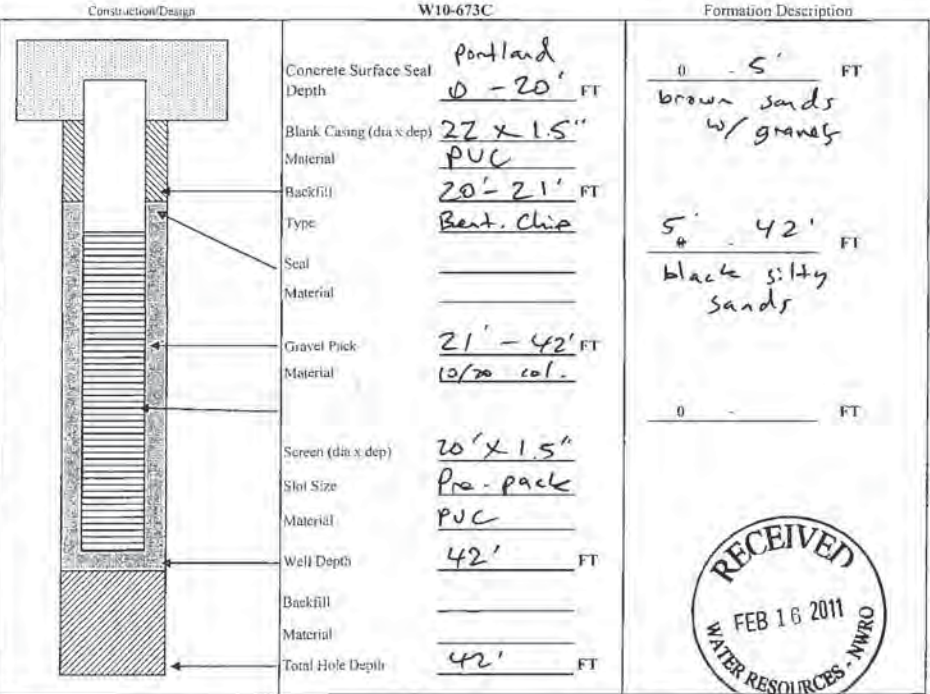 Construction/Design W10-673C Formation Description
Portland
Concrete Surface Seal
Depth 0 - 20' FT
Blank Casing (dia x dep) 22 x 1.5"
Material PVC
Backfill 20' - 21' FT
Type Bent. Chip
Seal
Material
Gravel Pack 21' - 42' FT
Material 10/20 col.
Screen (dia x dep) 20' x 1.5"
Slot Size Pre-pack
Material PVC
Well Depth 42' FT
Backfill
Material
Total Hole Depth 42' FT
0 - 5' FT
brown sands
w/ gravels
5' - 42' FT
black silty
sands
0 - FT
RECEIVED
FEB 16 2011
WATER RESOURCES - NWRO